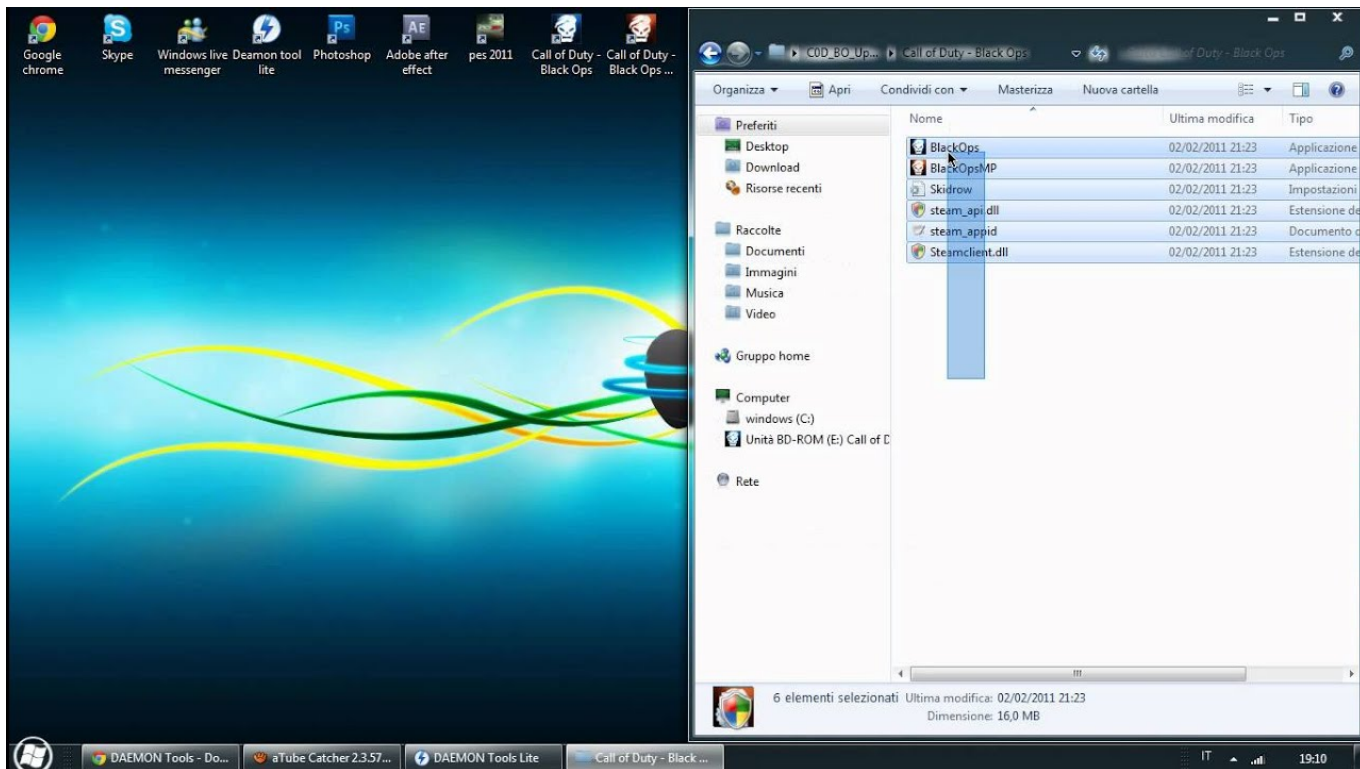 Google chrome
Skype
Windows live messenger
Deamon tool lite
Ps
Photoshop
AE
Adobe after effect
pes 2011
Call of Duty - Black Ops
Call of Duty - Black Ops ...
C0D_BO_Up...
Call of Duty - Black Ops
of Duty - Black Ops
Organizza
Apri
Condividi con
Masterizza
Nuova cartella
Nome Ultima modifica Tipo
Preferiti
Desktop
Download
Risorse recenti
Raccolte
Documenti
Immagini
Musica
Video
Gruppo home
Computer
windows (C:)
Unità BD-ROM (E:) Call of D
Rete
BlackOps 02/02/2011 21:23 Applicazione
BlackOpsMP 02/02/2011 21:23 Applicazione
Skidrow 02/02/2011 21:23 Impostazioni
steam_api.dll 02/02/2011 21:23 Estensione de
steam_appid 02/02/2011 21:23 Documento d
Steamclient.dll 02/02/2011 21:23 Estensione de
6 elementi selezionati Ultima modifica: 02/02/2011 21:23
Dimensione: 16,0 MB
DAEMON Tools - Do...
aTube Catcher 2.3.57...
DAEMON Tools Lite
Call of Duty - Black ...
IT
19:10